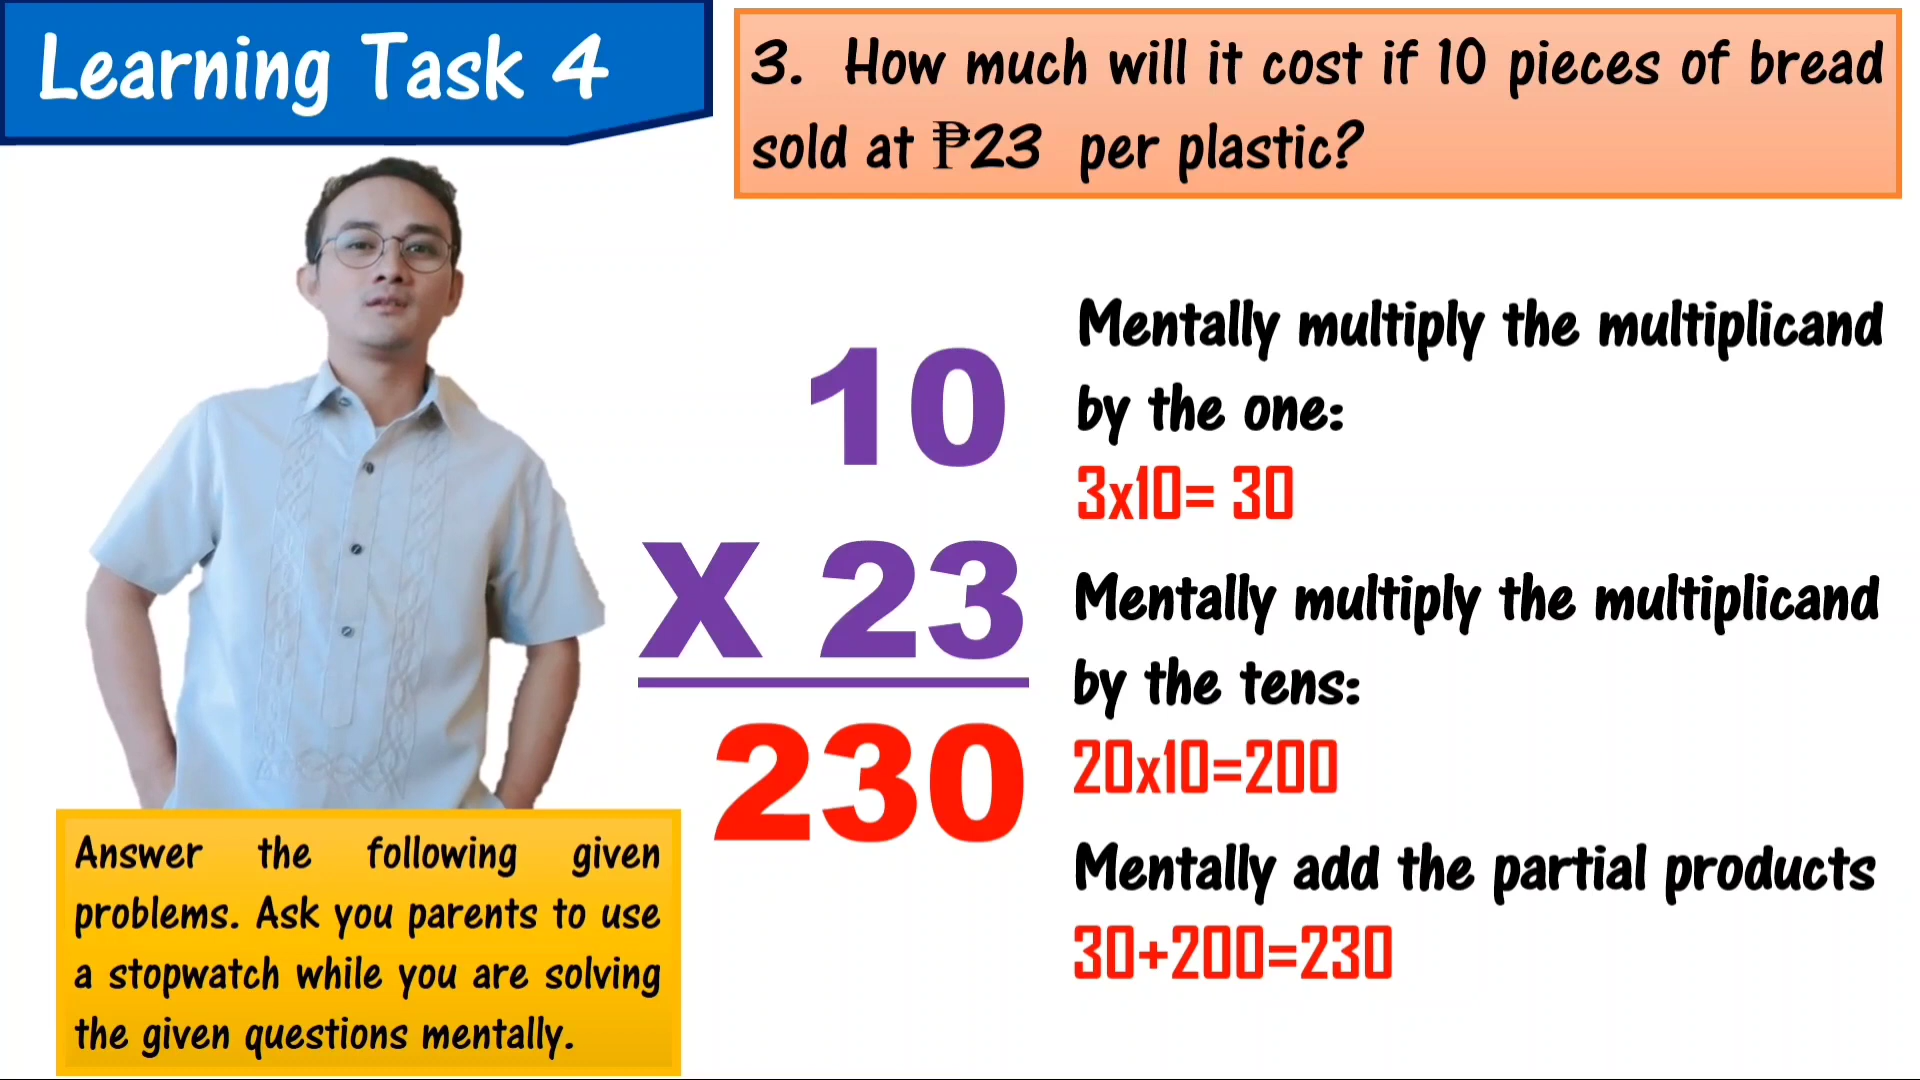 Learning Task 4
3. How much will it cost if 10 pieces of bread
sold at ₱23 per plastic?
10
X 23
230
Mentally multiply the multiplicand
by the one:
3x10= 30
Mentally multiply the multiplicand
by the tens:
20x10=200
Mentally add the partial products
30+200=230
Answer the following given
problems. Ask you parents to use
a stopwatch while you are solving
the given questions mentally.